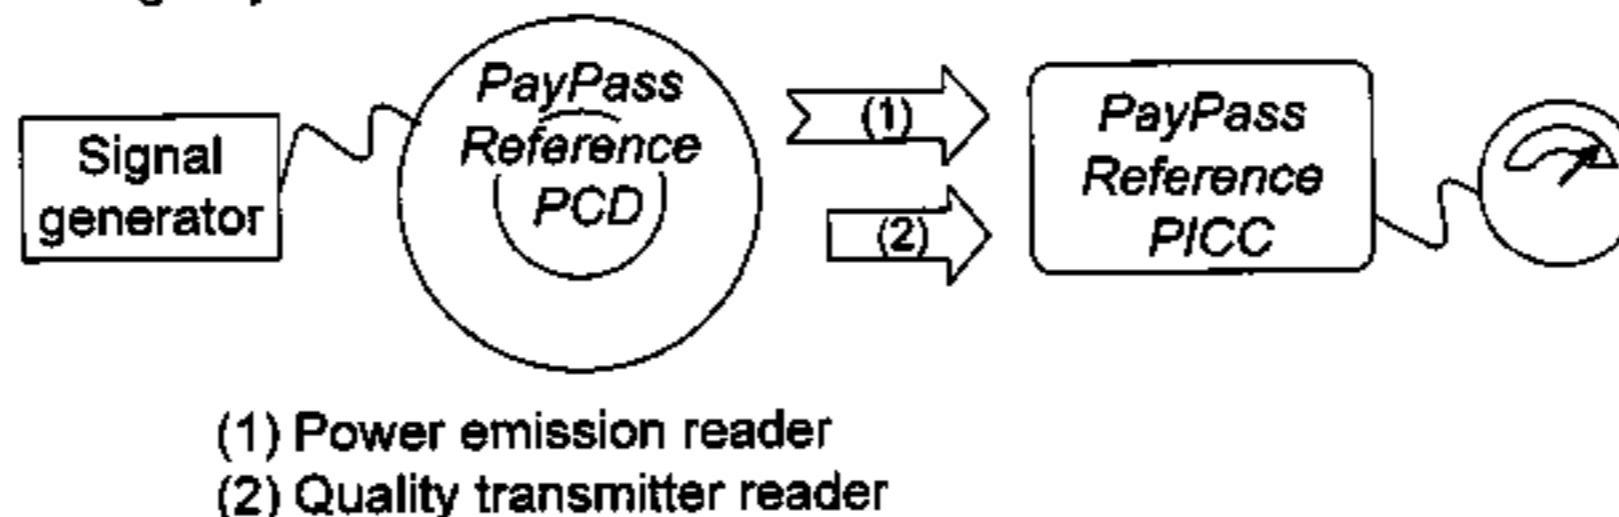 Signal
generator
PayPass
Reference
PCD
(1)
(2)
PayPass
Reference
PICC
(1) Power emission reader
(2) Quality transmitter reader